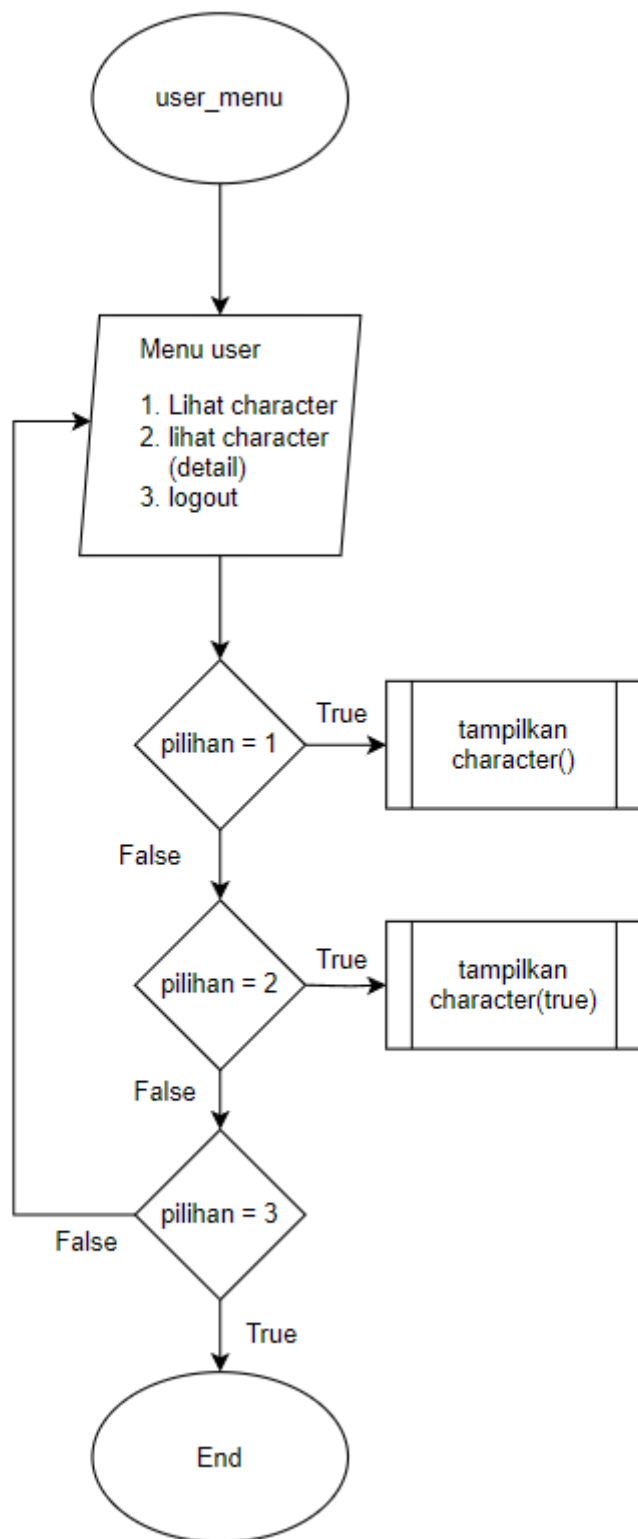 user_menu
Menu user
1. Lihat character
2. lihat character
(detail)
3. logout
pilihan = 1
True
tampilkan
character()
False
pilihan = 2
True
tampilkan
character(true)
False
pilihan = 3
False
True
End